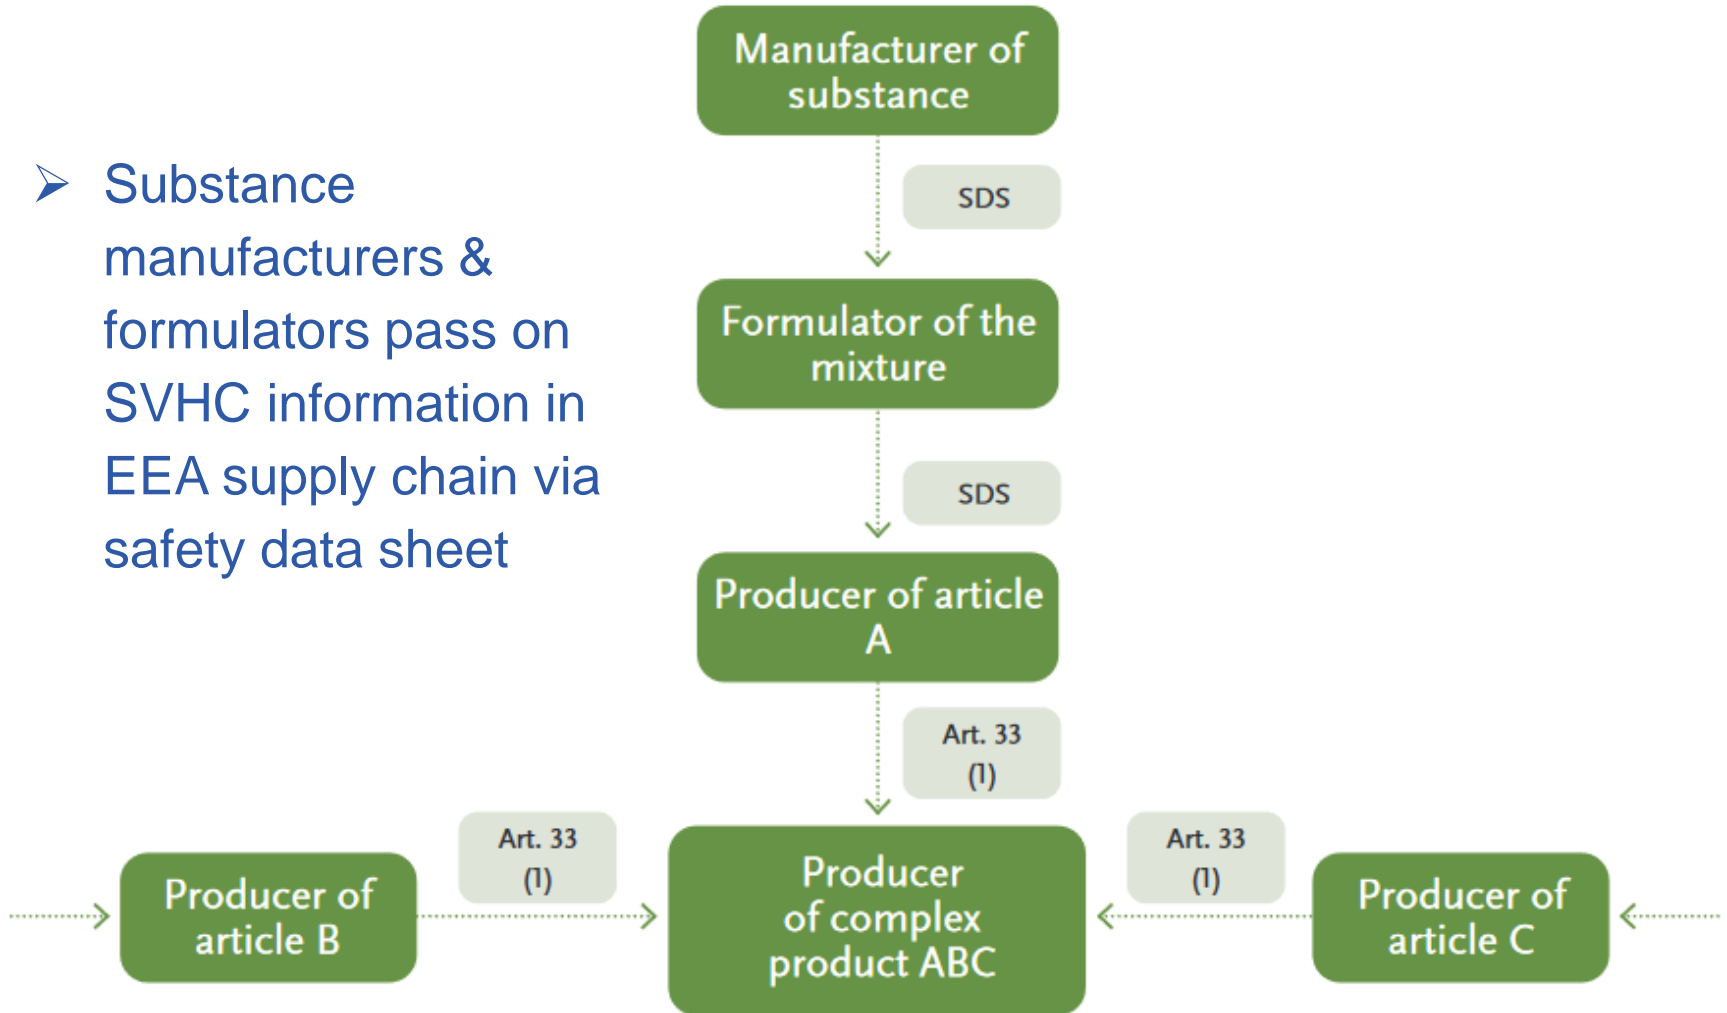 Manufacturer of
substance
➢ Substance
manufacturers &
formulators pass on
SVHC information in
EEA supply chain via
safety data sheet
SDS
Formulator of the
mixture
SDS
Producer of article
A
Art. 33
(1)
Producer of
article B
Art. 33
(1)
Producer
of complex
product ABC
Art. 33
(1)
Producer of
article C